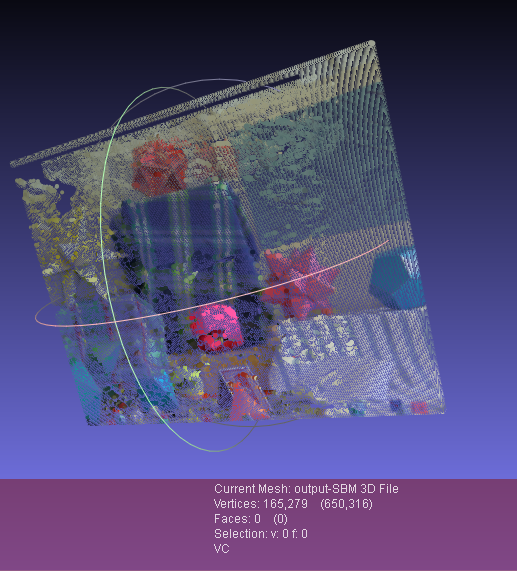 Current Mesh: output-SBM 3D File
Vertices: 165,279 (650,316)
Faces: 0 (0)
Selection: v: 0 f: 0
VC